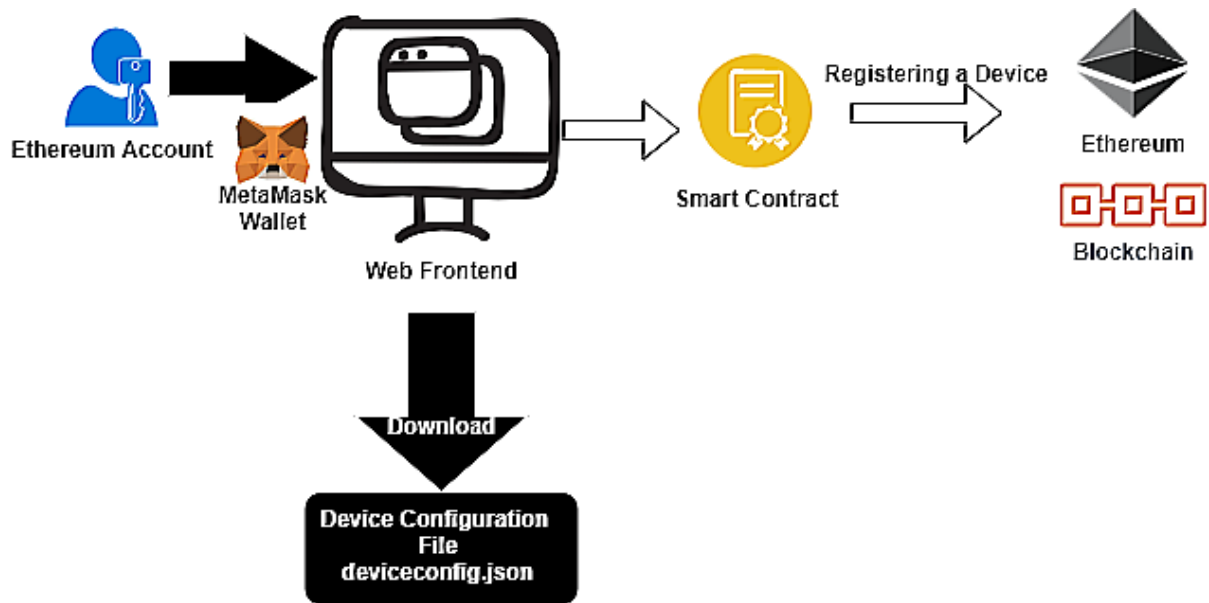 Ethereum Account
MetaMask
Wallet
Web Frontend
Smart Contract
Registering a Device
Ethereum
Blockchain
Download
Device Configuration
File
deviceconfig.json